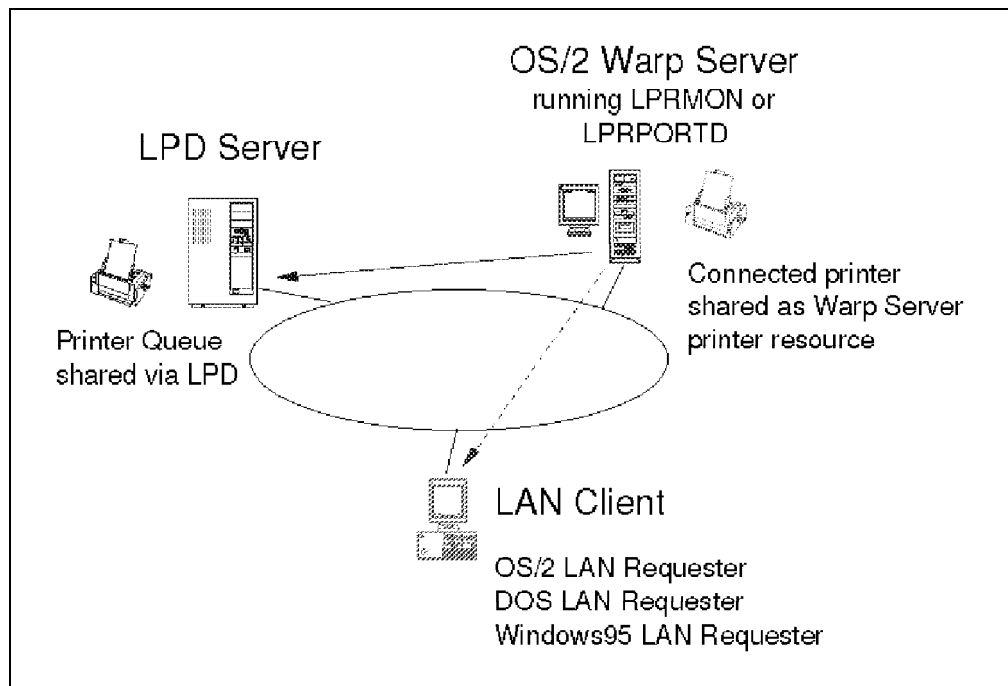 OS/2 Warp Server
running LPRMON or
LPRPORTD
LPD Server
Connected printer
shared as Warp Server
printer resource
Printer Queue
shared via LPD
LAN Client
OS/2 LAN Requester
DOS LAN Requester
Windows95 LAN Requester